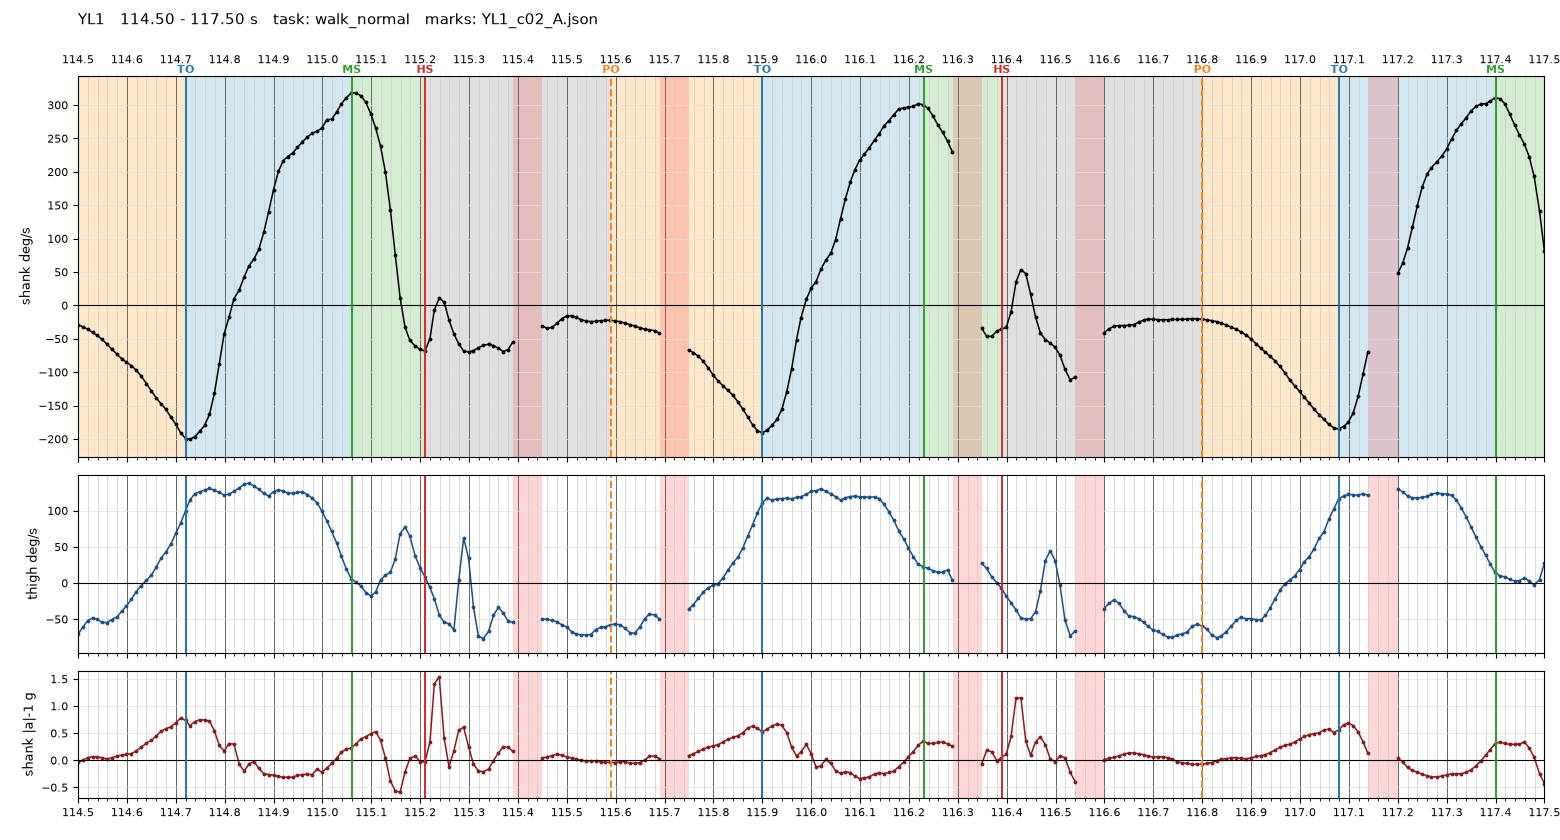 YL1   114.50 - 117.50 s   task: walk_normal   marks: YL1_c02_A.json
114.5 114.6 114.7 114.8 114.9 115.0 115.1 115.2 115.3 115.4 115.5 115.6 115.7 115.8 115.9 116.0 116.1 116.2 116.3 116.4 116.5 116.6 116.7 116.8 116.9 117.0 117.1 117.2 117.3 117.4 117.5
TO MS HS PO TO MS HS PO TO MS
shank deg/s
300
250
200
150
100
50
0
−50
−100
−150
−200
thigh deg/s
100
50
0
−50
shank |a|-1 g
1.5
1.0
0.5
0.0
−0.5
114.5 114.6 114.7 114.8 114.9 115.0 115.1 115.2 115.3 115.4 115.5 115.6 115.7 115.8 115.9 116.0 116.1 116.2 116.3 116.4 116.5 116.6 116.7 116.8 116.9 117.0 117.1 117.2 117.3 117.4 117.5